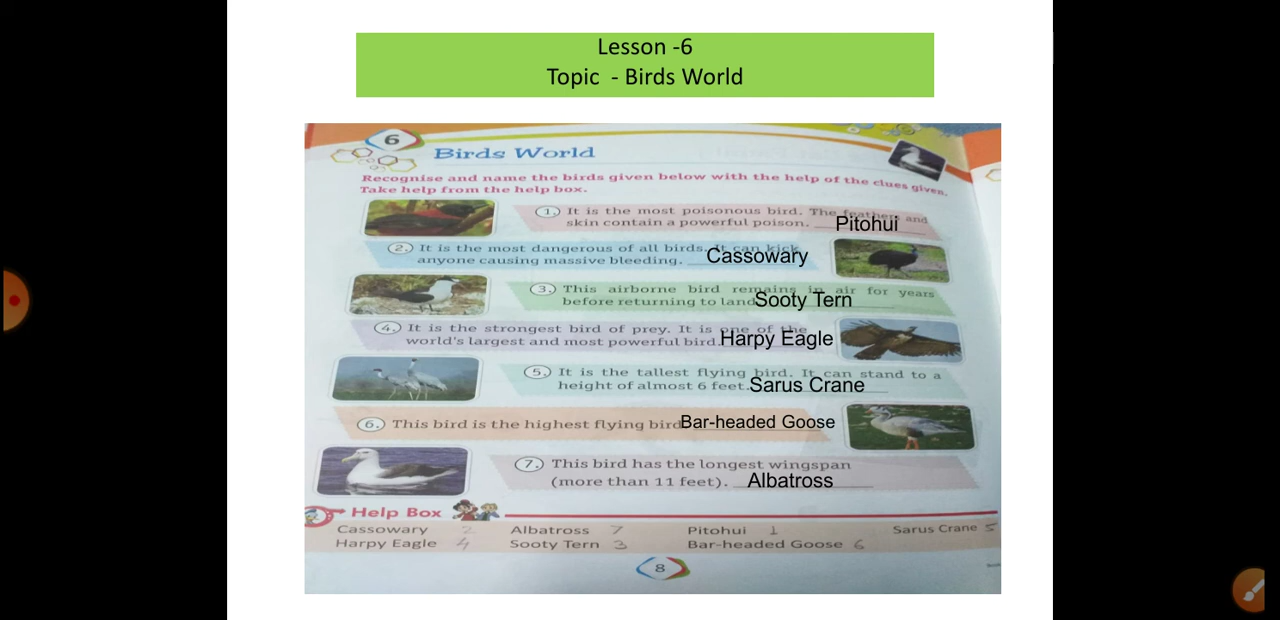 Lesson -6
Topic - Birds World
6
Birds World
Recognise and name the birds given below with the help of the clues given.
Take help from the help box.
1. It is the most poisonous bird. The feathers and
skin contain a powerful poison. Pitohui
2. It is the most dangerous of all birds. It can kick
anyone causing massive bleeding. Cassowary
3. This airborne bird remains in air for years
before returning to land Sooty Tern
4. It is the strongest bird of prey. It is one of the
world's largest and most powerful bird. Harpy Eagle
5. It is the tallest flying bird. It can stand to a
height of almost 6 feet. Sarus Crane
6. This bird is the highest flying bird Bar-headed Goose
7. This bird has the longest wingspan
(more than 11 feet). Albatross
Help Box
Cassowary 2 Albatross 7 Pitohui 1 Sarus Crane 5
Harpy Eagle 4 Sooty Tern 3 Bar-headed Goose 6
8